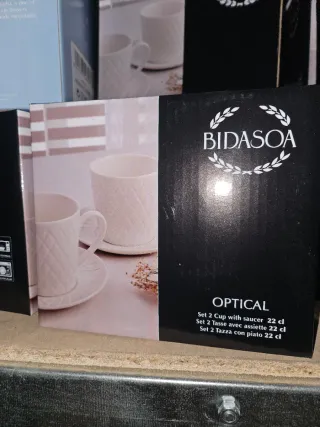 BIDASOA
OPTICAL
Set 2 Cup with saucer 22 cl
Set 2 Tasse avec assiette 22 cl
Set 2 Tazza con piato 22 cl